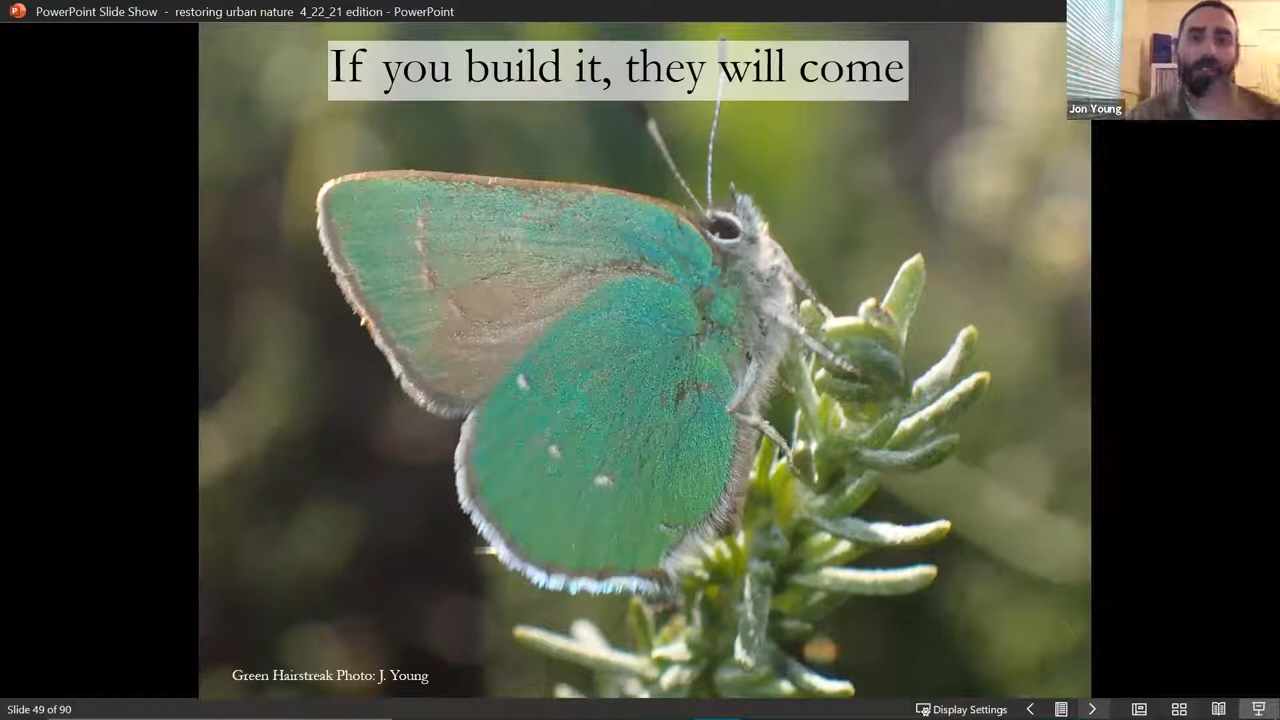 PowerPoint Slide Show - restoring urban nature 4_22_21 edition - PowerPoint
If you build it, they will come
Jon Young
Green Hairstreak Photo: J. Young
Slide 49 of 90
Display Settings